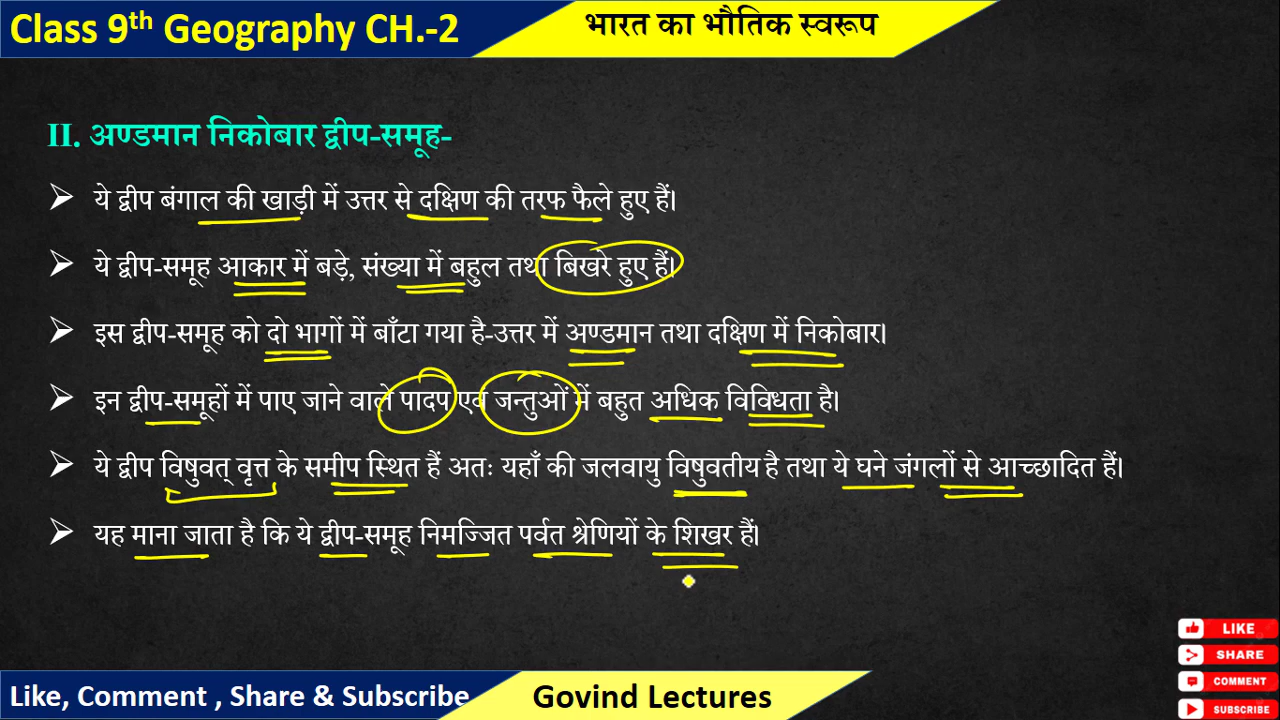 Class 9th Geography CH.-2
भारत का भौतिक स्वरूप
II. अण्डमान निकोबार द्वीप-समूह-
ये द्वीप बंगाल की खाड़ी में उत्तर से दक्षिण की तरफ फैले हुए हैं।
ये द्वीप-समूह आकार में बड़े, संख्या में बहुल तथा बिखरे हुए हैं।
इस द्वीप-समूह को दो भागों में बाँटा गया है-उत्तर में अण्डमान तथा दक्षिण में निकोबार।
इन द्वीप-समूहों में पाए जाने वाले पादप एवं जन्तुओं में बहुत अधिक विविधता है।
ये द्वीप विषुवत् वृत्त के समीप स्थित हैं अतः यहाँ की जलवायु विषुवतीय है तथा ये घने जंगलों से आच्छादित हैं।
यह माना जाता है कि ये द्वीप-समूह निमज्जित पर्वत श्रेणियों के शिखर हैं।
LIKE
SHARE
COMMENT
SUBSCRIBE
Like, Comment , Share & Subscribe
Govind Lectures